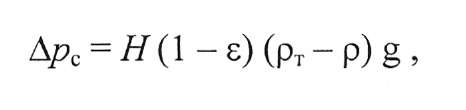 Δpс = H (1 − ε) (ρт − ρ) g ,